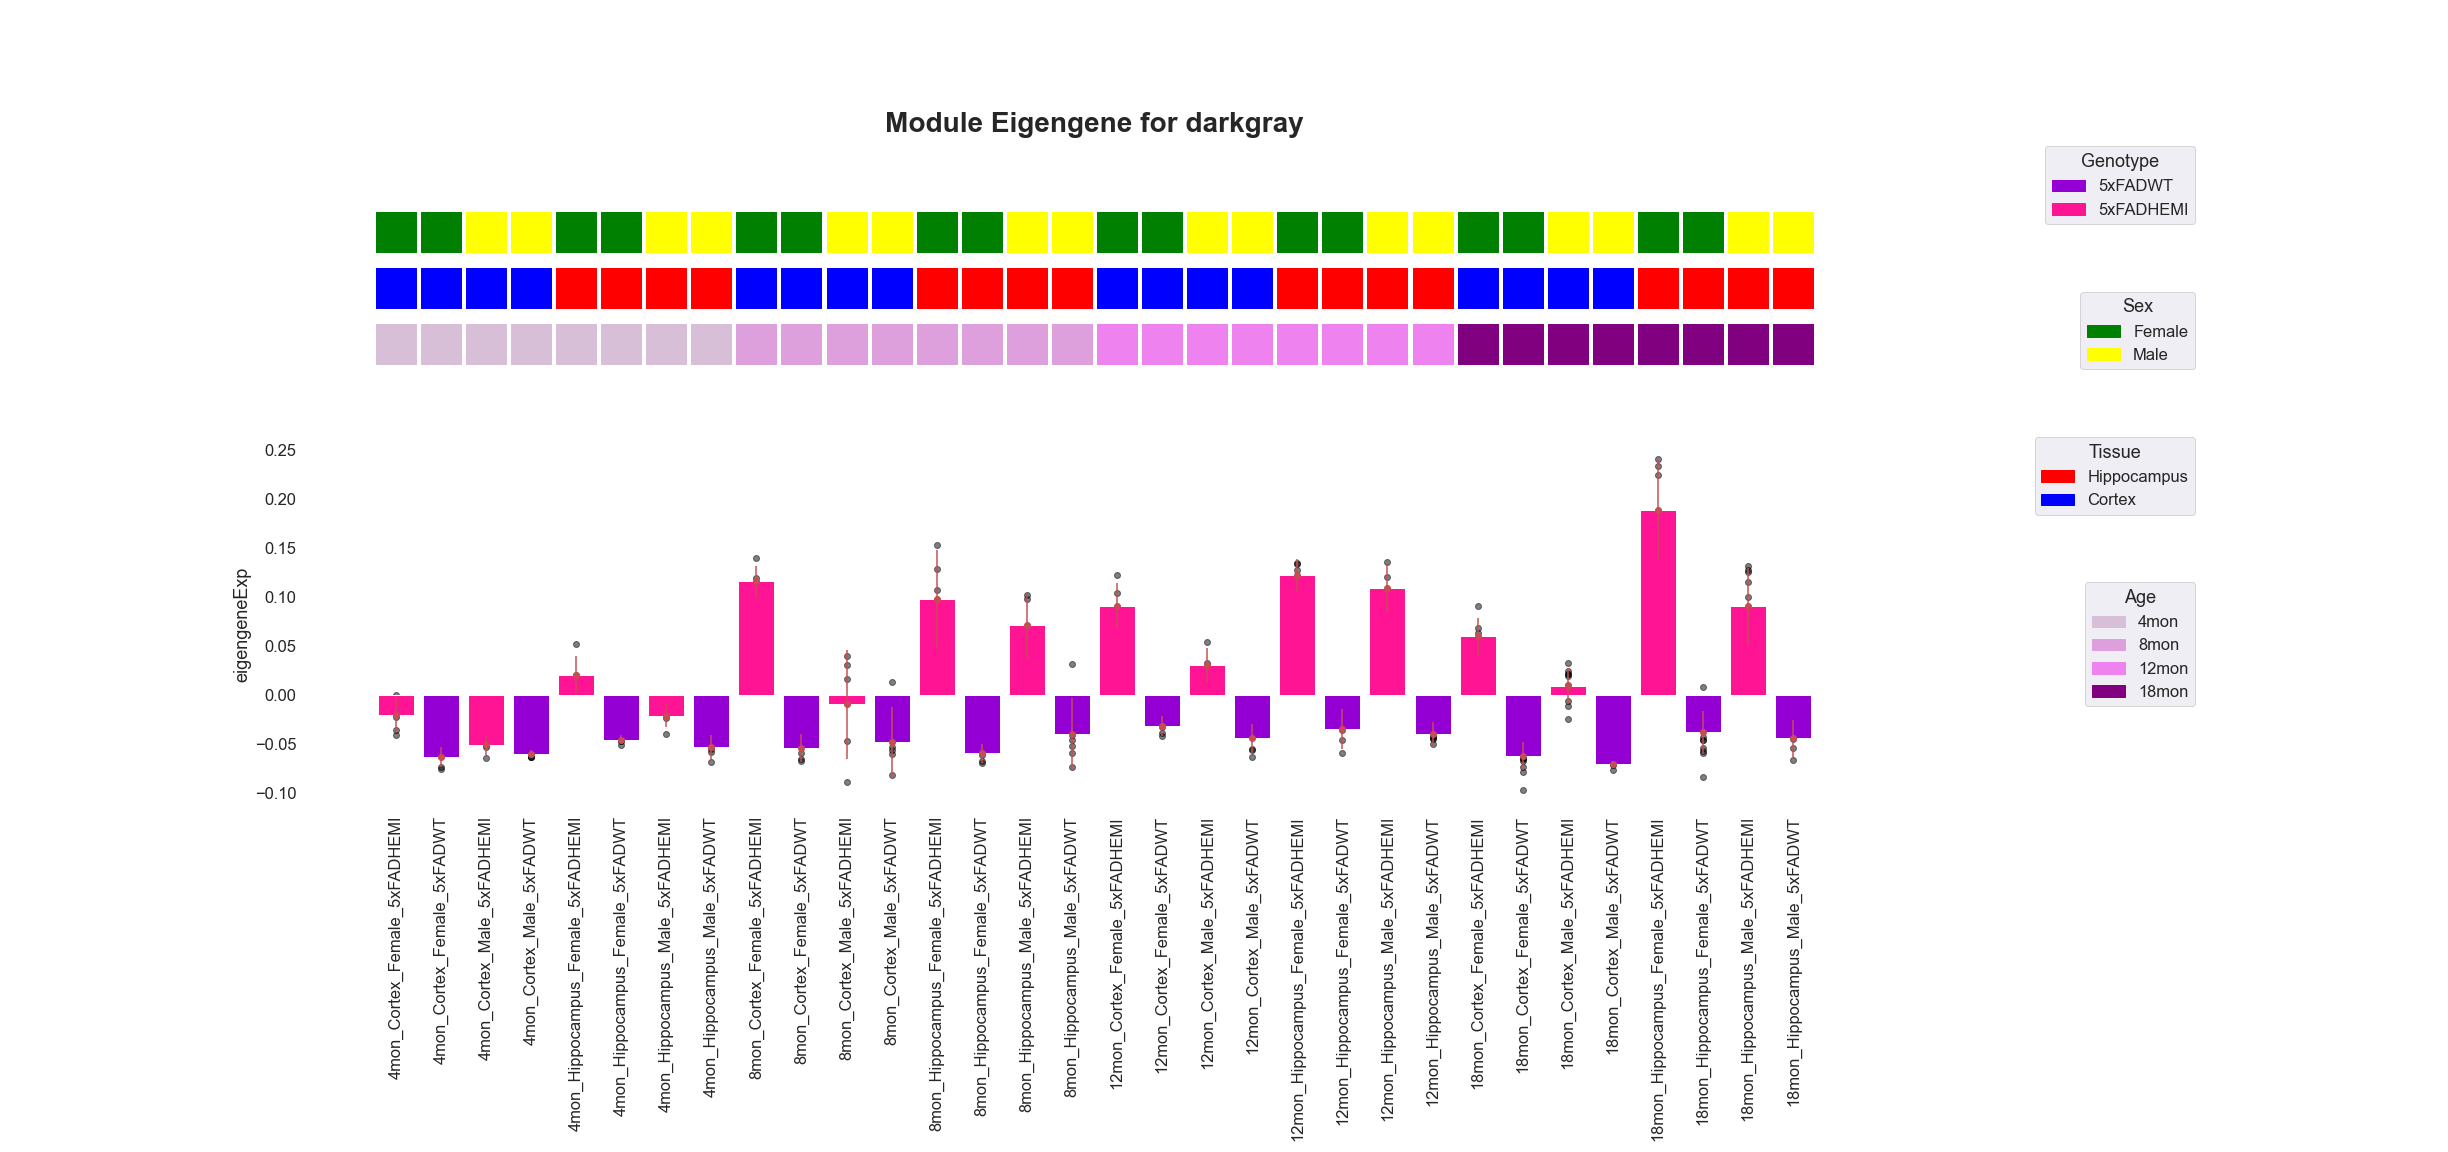 Module Eigengene for darkgray
Genotype
5xFADWT
5xFADHEMI
Sex
Female
Male
Tissue
Hippocampus
Cortex
Age
4mon
8mon
12mon
18mon
eigengeneExp
0.25
0.20
0.15
0.10
0.05
0.00
−0.05
−0.10
4mon_Cortex_Female_5xFADHEMI
4mon_Cortex_Female_5xFADWT
4mon_Cortex_Male_5xFADHEMI
4mon_Cortex_Male_5xFADWT
4mon_Hippocampus_Female_5xFADHEMI
4mon_Hippocampus_Female_5xFADWT
4mon_Hippocampus_Male_5xFADHEMI
4mon_Hippocampus_Male_5xFADWT
8mon_Cortex_Female_5xFADHEMI
8mon_Cortex_Female_5xFADWT
8mon_Cortex_Male_5xFADHEMI
8mon_Cortex_Male_5xFADWT
8mon_Hippocampus_Female_5xFADHEMI
8mon_Hippocampus_Female_5xFADWT
8mon_Hippocampus_Male_5xFADHEMI
8mon_Hippocampus_Male_5xFADWT
12mon_Cortex_Female_5xFADHEMI
12mon_Cortex_Female_5xFADWT
12mon_Cortex_Male_5xFADHEMI
12mon_Cortex_Male_5xFADWT
12mon_Hippocampus_Female_5xFADHEMI
12mon_Hippocampus_Female_5xFADWT
12mon_Hippocampus_Male_5xFADHEMI
12mon_Hippocampus_Male_5xFADWT
18mon_Cortex_Female_5xFADHEMI
18mon_Cortex_Female_5xFADWT
18mon_Cortex_Male_5xFADHEMI
18mon_Cortex_Male_5xFADWT
18mon_Hippocampus_Female_5xFADHEMI
18mon_Hippocampus_Female_5xFADWT
18mon_Hippocampus_Male_5xFADHEMI
18mon_Hippocampus_Male_5xFADWT